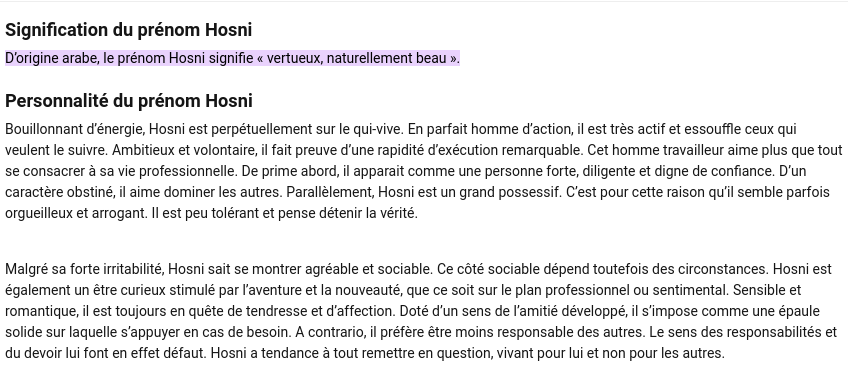 Signification du prénom Hosni
D’origine arabe, le prénom Hosni signifie « vertueux, naturellement beau ».
Personnalité du prénom Hosni
Bouillonnant d’énergie, Hosni est perpétuellement sur le qui-vive. En parfait homme d’action, il est très actif et essouffle ceux qui
veulent le suivre. Ambitieux et volontaire, il fait preuve d’une rapidité d’exécution remarquable. Cet homme travailleur aime plus que tout
se consacrer à sa vie professionnelle. De prime abord, il apparait comme une personne forte, diligente et digne de confiance. D’un
caractère obstiné, il aime dominer les autres. Parallèlement, Hosni est un grand possessif. C’est pour cette raison qu’il semble parfois
orgueilleux et arrogant. Il est peu tolérant et pense détenir la vérité.
Malgré sa forte irritabilité, Hosni sait se montrer agréable et sociable. Ce côté sociable dépend toutefois des circonstances. Hosni est
également un être curieux stimulé par l’aventure et la nouveauté, que ce soit sur le plan professionnel ou sentimental. Sensible et
romantique, il est toujours en quête de tendresse et d’affection. Doté d’un sens de l’amitié développé, il s’impose comme une épaule
solide sur laquelle s’appuyer en cas de besoin. A contrario, il préfère être moins responsable des autres. Le sens des responsabilités et
du devoir lui font en effet défaut. Hosni a tendance à tout remettre en question, vivant pour lui et non pour les autres.